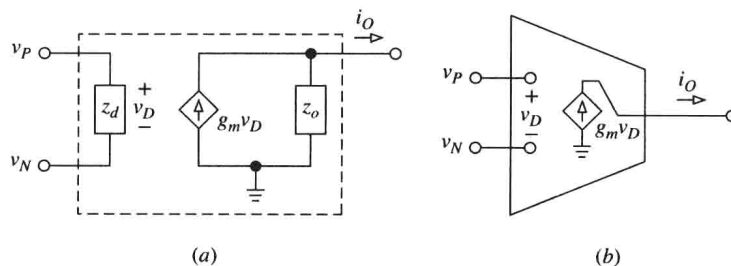 v_P
v_N
z_d
+
v_D
−
g_m v_D
z_o
i_O
(a)
v_P
v_N
+
v_D
−
g_m v_D
i_O
(b)